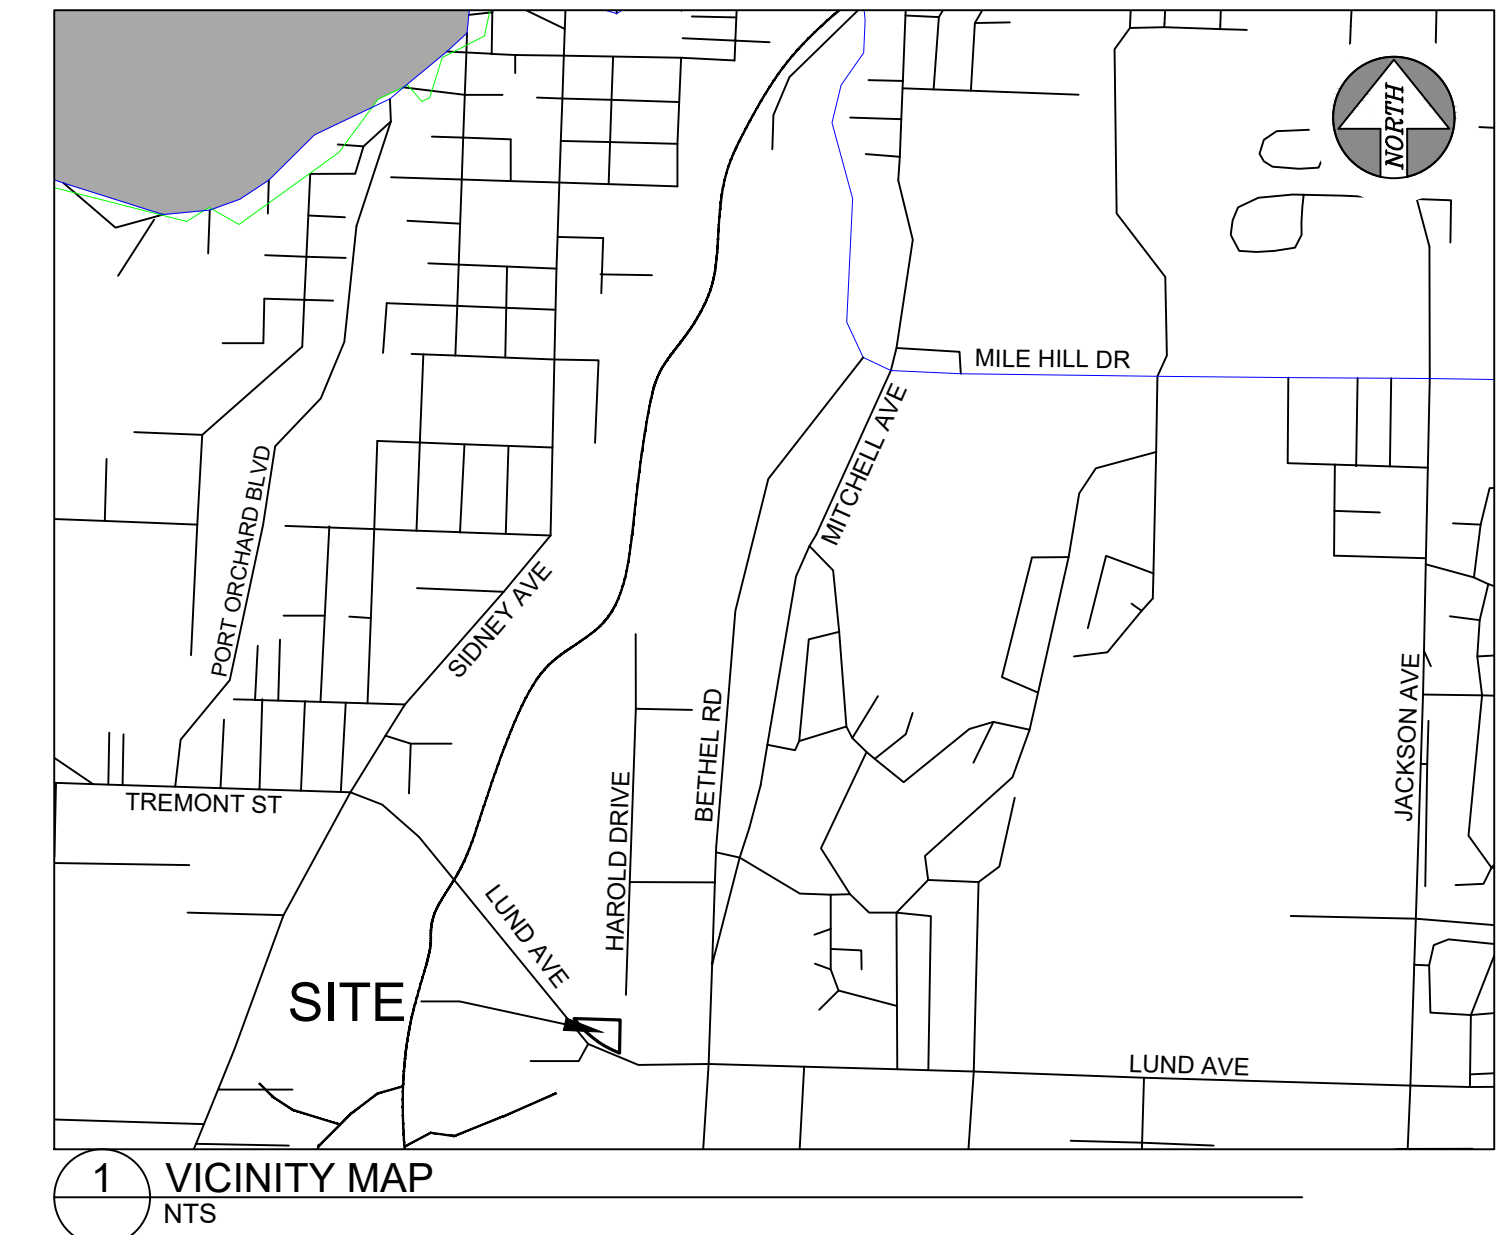 NORTH
MILE HILL DR
MITCHELL AVE
PORT ORCHARD BLVD
SIDNEY AVE
BETHEL RD
JACKSON AVE
HAROLD DRIVE
TREMONT ST
LUND AVE
SITE
LUND AVE
1 VICINITY MAP
NTS